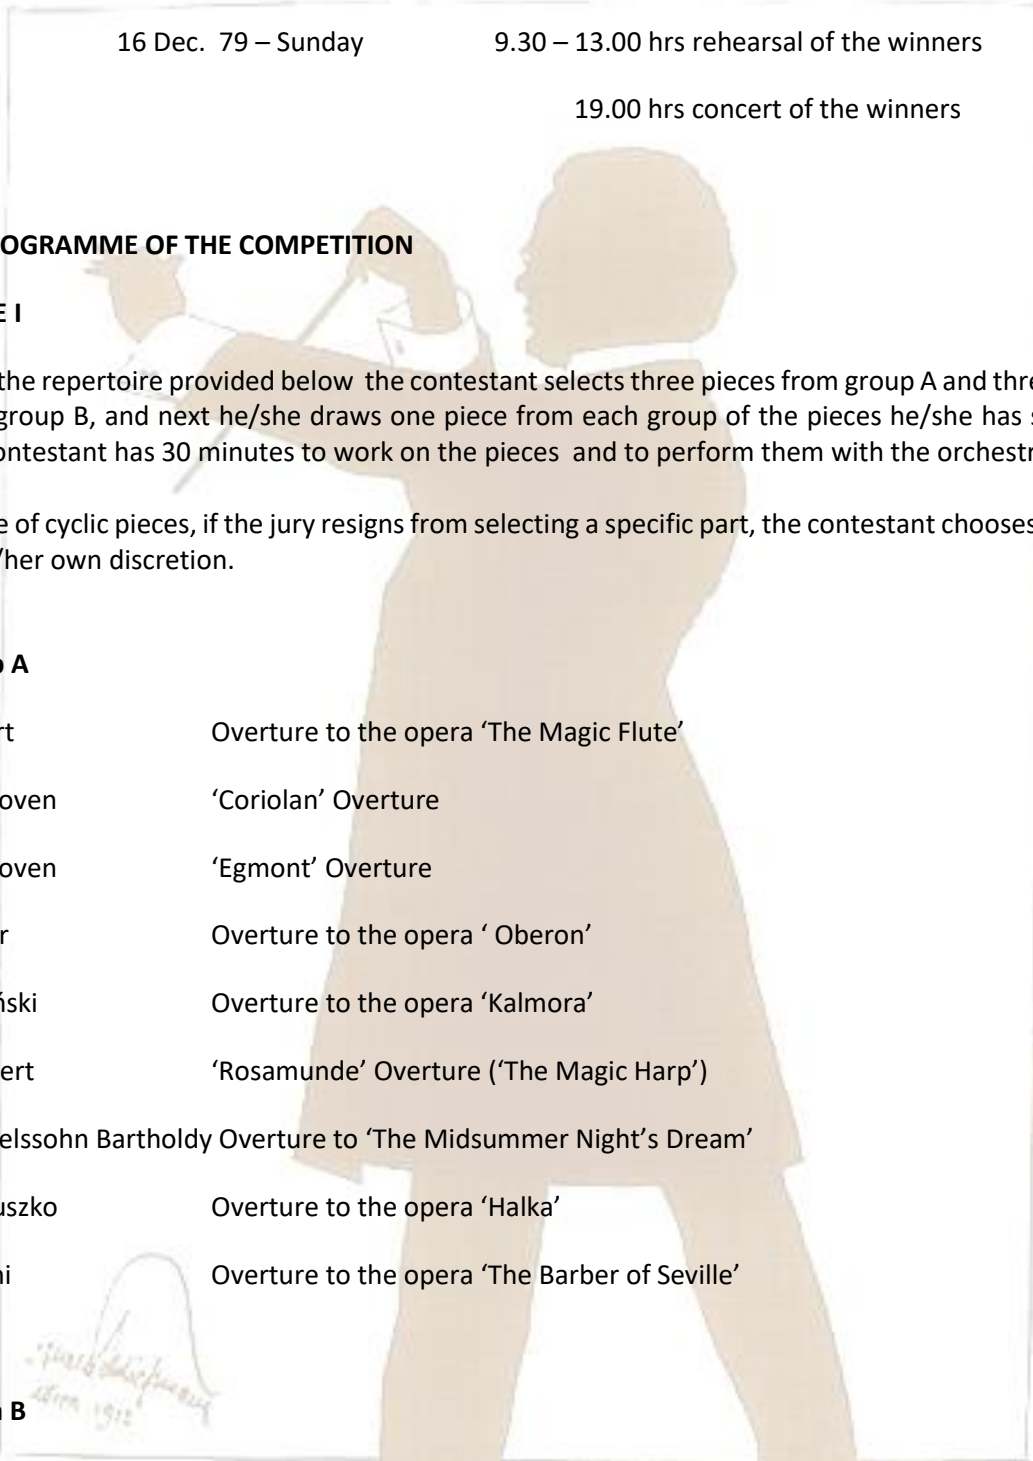 16 Dec. 79 – Sunday 9.30 – 13.00 hrs rehearsal of the winners
19.00 hrs concert of the winners
OGRAMME OF THE COMPETITION
E I
the repertoire provided below the contestant selects three pieces from group A and thre
group B, and next he/she draws one piece from each group of the pieces he/she has s
ontestant has 30 minutes to work on the pieces and to perform them with the orchestr
e of cyclic pieces, if the jury resigns from selecting a specific part, the contestant chooses
/her own discretion.
A
rt Overture to the opera ‘The Magic Flute’
oven ‘Coriolan’ Overture
oven ‘Egmont’ Overture
r Overture to the opera ‘ Oberon’
ński Overture to the opera ‘Kalmora’
ert ‘Rosamunde’ Overture (‘The Magic Harp’)
elssohn Bartholdy Overture to ‘The Midsummer Night’s Dream’
uszko Overture to the opera ‘Halka’
ni Overture to the opera ‘The Barber of Seville’
1912
B